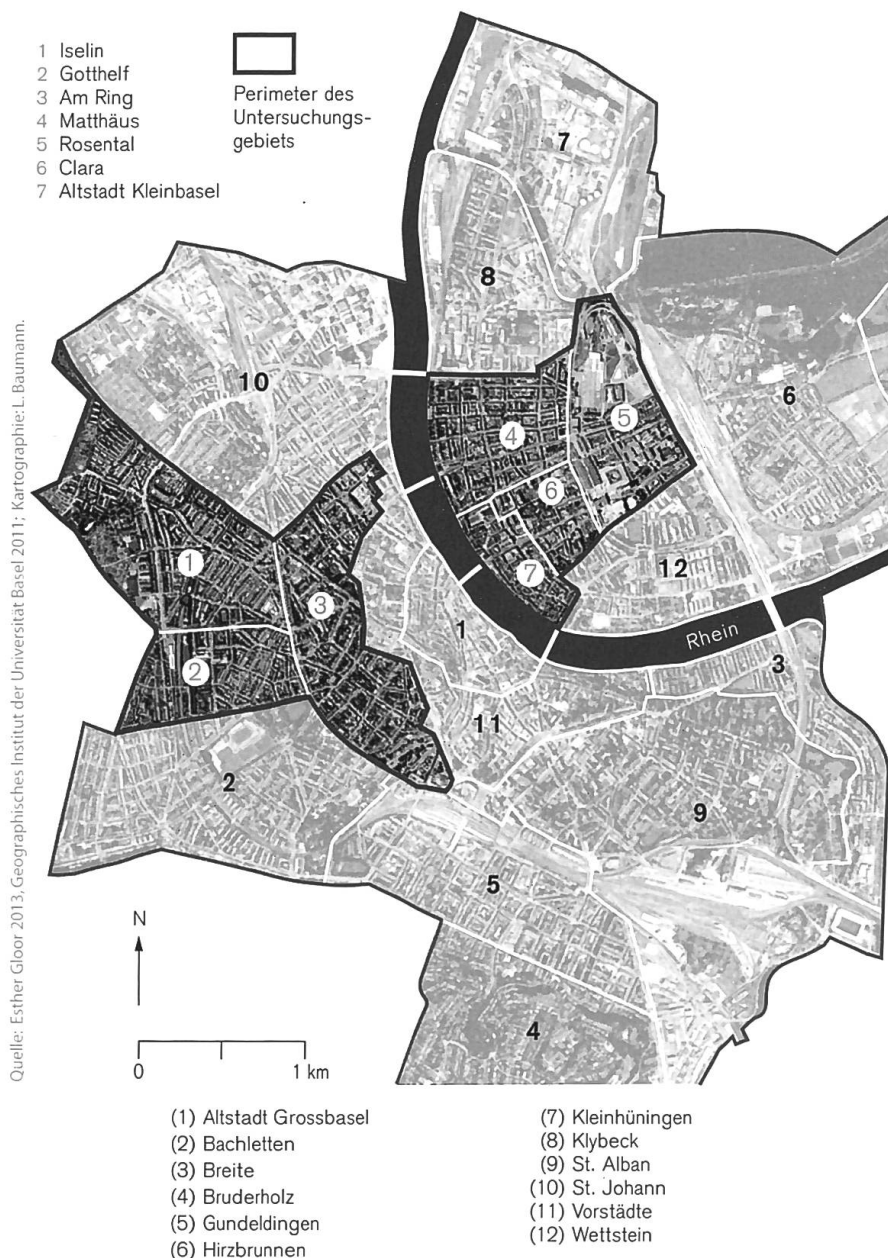 1 Iselin
2 Gotthelf
3 Am Ring
4 Matthäus
5 Rosental
6 Clara
7 Altstadt Kleinbasel
Perimeter des
Untersuchungs-
gebiets
7
8
10
6
4
5
6
1
3
7
12
1
Rhein
2
3
11
2
9
5
4
N
0 1 km
Quelle: Esther Gloor 2013, Geographisches Institut der Universität Basel 2011; Kartographie: L. Baumann.
(1) Altstadt Grossbasel
(2) Bachletten
(3) Breite
(4) Bruderholz
(5) Gundeldingen
(6) Hirzbrunnen
(7) Kleinhüningen
(8) Klybeck
(9) St. Alban
(10) St. Johann
(11) Vorstädte
(12) Wettstein